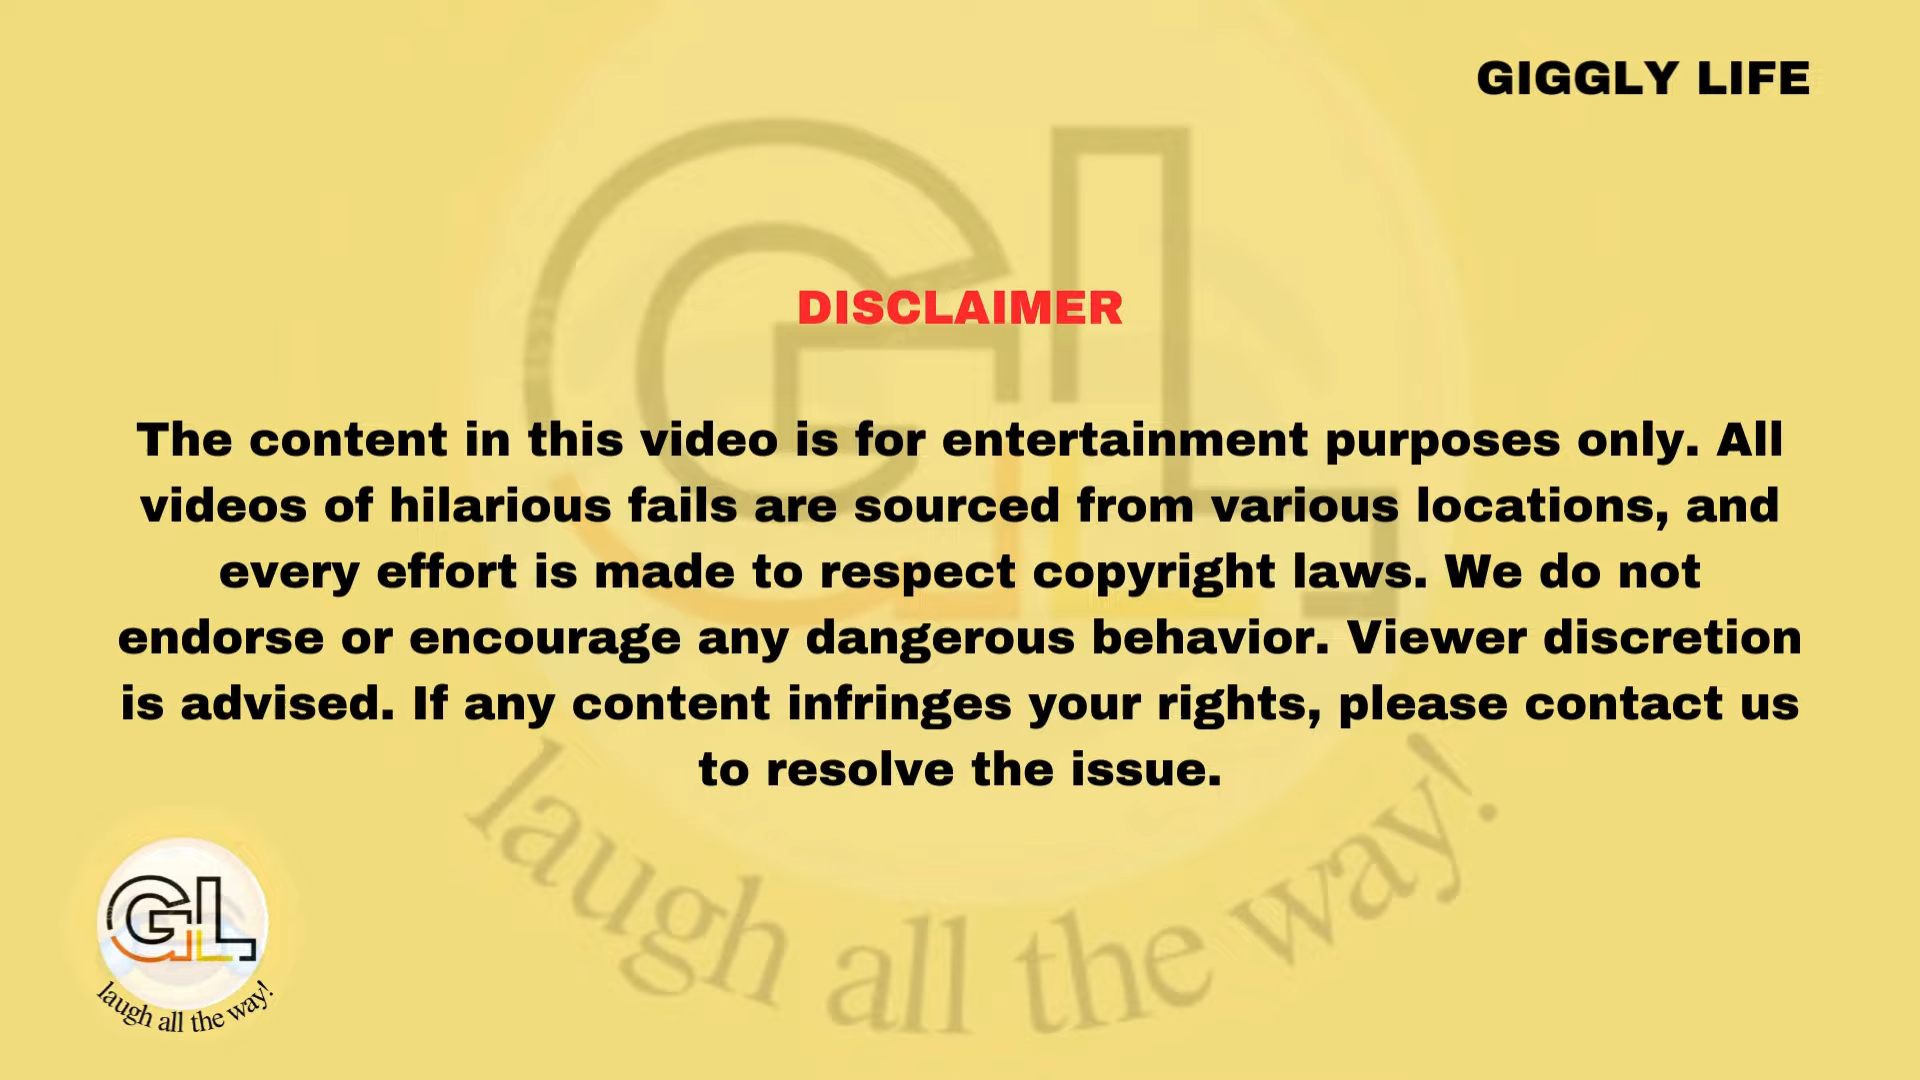 GIGGLY LIFE
DISCLAIMER
The content in this video is for entertainment purposes only. All
videos of hilarious fails are sourced from various locations, and
every effort is made to respect copyright laws. We do not
endorse or encourage any dangerous behavior. Viewer discretion
is advised. If any content infringes your rights, please contact us
to resolve the issue.
GL
laugh all the way!
GL
laugh all the way!